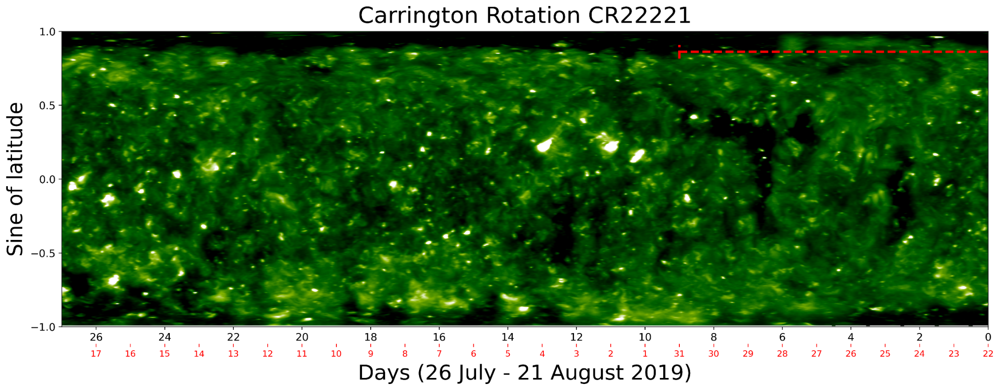 Carrington Rotation CR22221
1.0
0.5
0.0
−0.5
−1.0
Sine of latitude
26 24 22 20 18 16 14 12 10 8 6 4 2 0
17 16 15 14 13 12 11 10 9 8 7 6 5 4 3 2 1 31 30 29 28 27 26 25 24 23 22
Days (26 July - 21 August 2019)